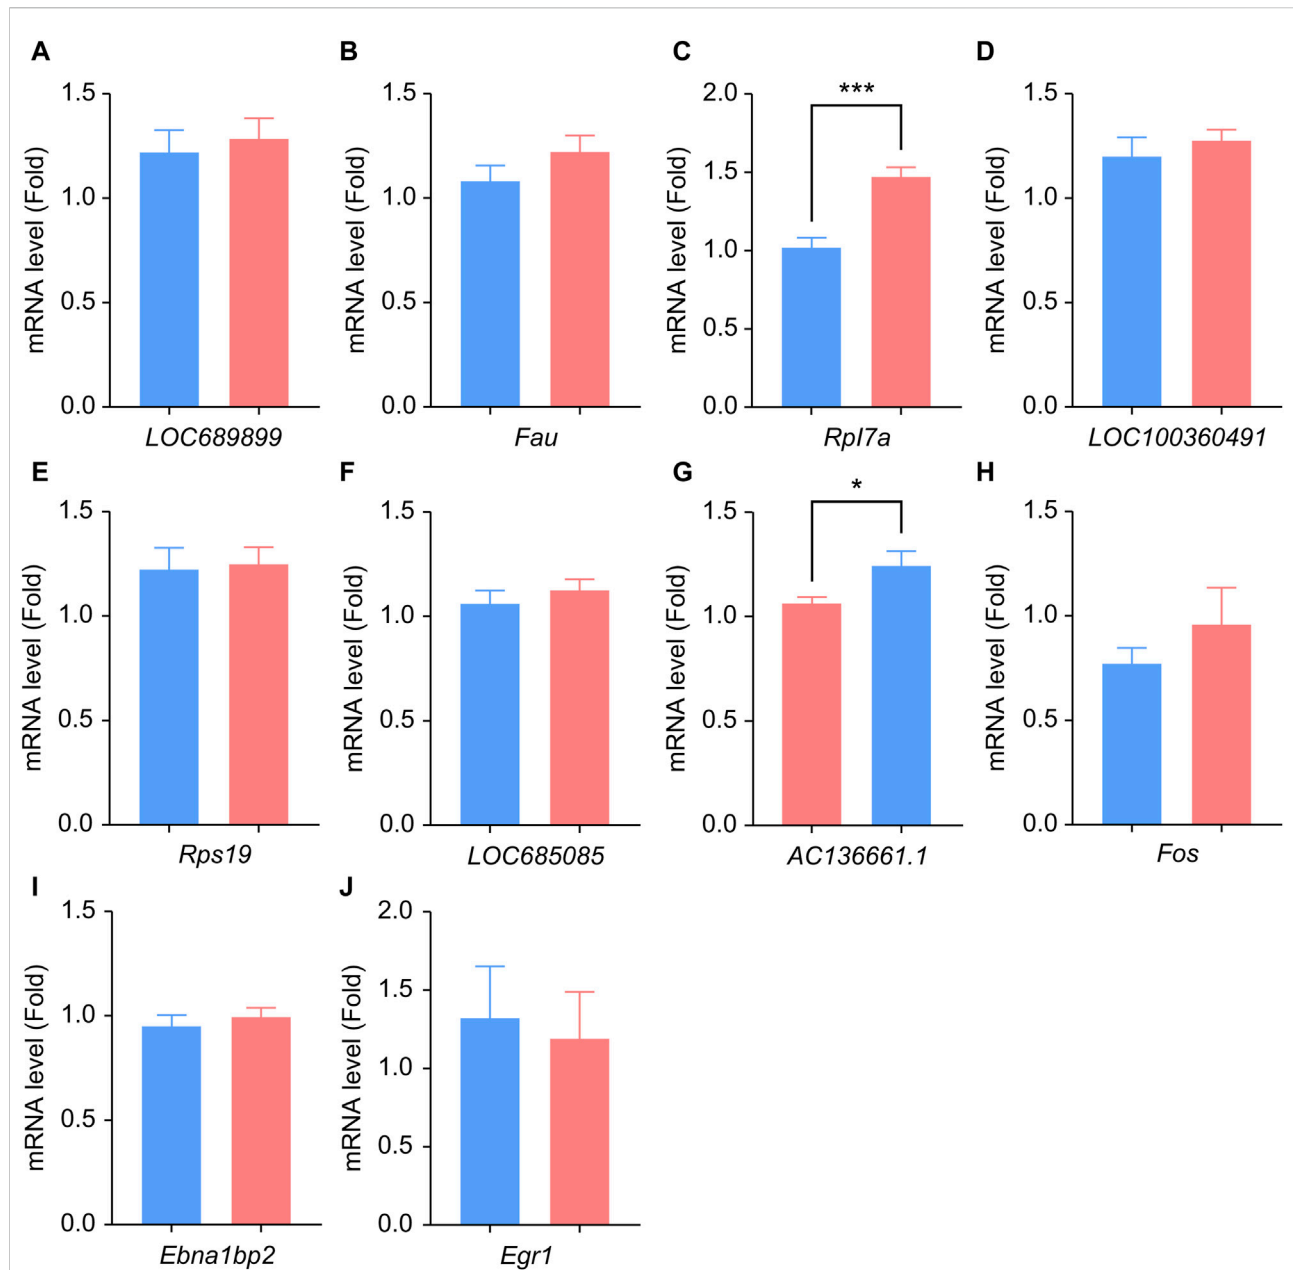 A
B
C
D
mRNA level (Fold)
1.5
1.0
0.5
0.0
LOC689899
mRNA level (Fold)
1.5
1.0
0.5
0.0
Fau
mRNA level (Fold)
2.0
1.5
1.0
0.5
0.0
***
Rpl7a
mRNA level (Fold)
1.5
1.0
0.5
0.0
LOC100360491
E
F
G
H
mRNA level (Fold)
1.5
1.0
0.5
0.0
Rps19
mRNA level (Fold)
1.5
1.0
0.5
0.0
LOC685085
mRNA level (Fold)
1.5
1.0
0.5
0.0
*
AC136661.1
mRNA level (Fold)
1.5
1.0
0.5
0.0
Fos
I
J
mRNA level (Fold)
1.5
1.0
0.5
0.0
Ebna1bp2
mRNA level (Fold)
2.0
1.5
1.0
0.5
0.0
Egr1